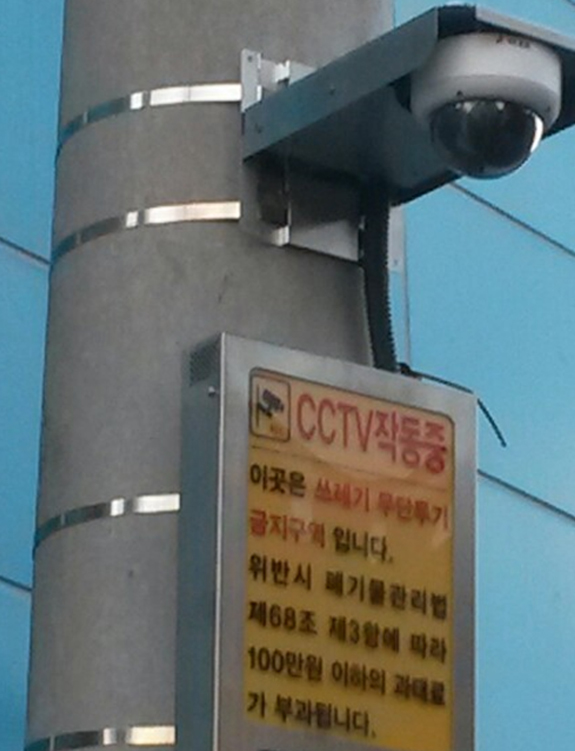 CCTV작동중
이곳은 쓰레기 무단투기
금지구역 입니다.
위반시 폐기물관리법
제68조 제3항에 따라
100만원 이하의 과태료
가 부과됩니다.